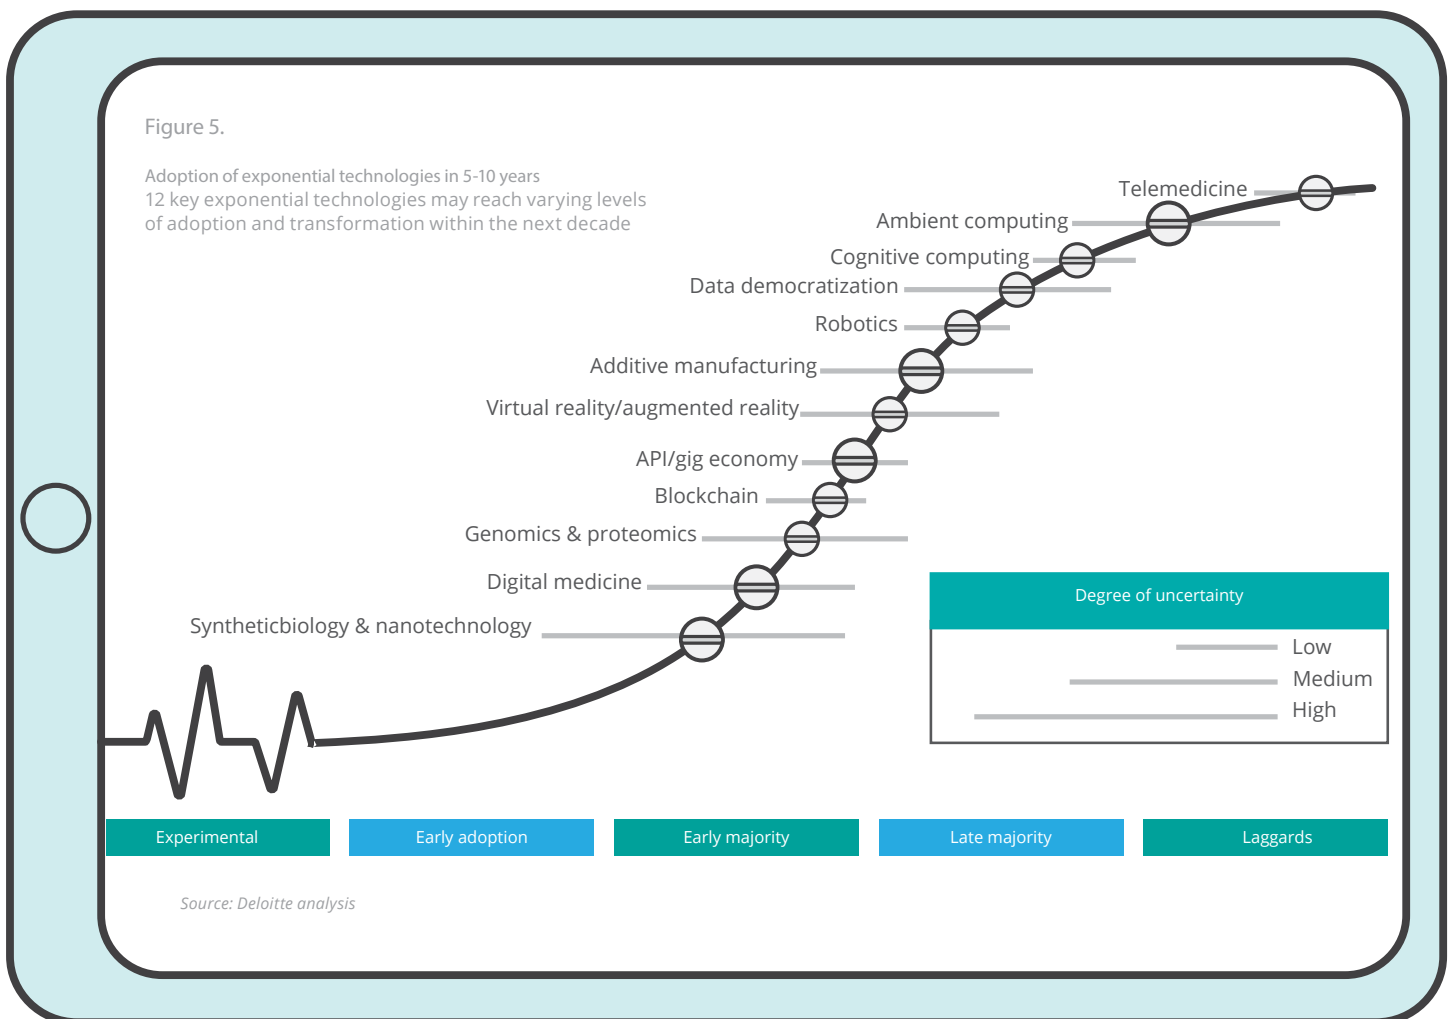 Figure 5.
Adoption of exponential technologies in 5-10 years
12 key exponential technologies may reach varying levels
of adoption and transformation within the next decade
Telemedicine
Ambient computing
Cognitive computing
Data democratization
Robotics
Additive manufacturing
Virtual reality/augmented reality
API/gig economy
Blockchain
Genomics & proteomics
Digital medicine
Syntheticbiology & nanotechnology
Degree of uncertainty
Low
Medium
High
Experimental
Early adoption
Early majority
Late majority
Laggards
Source: Deloitte analysis